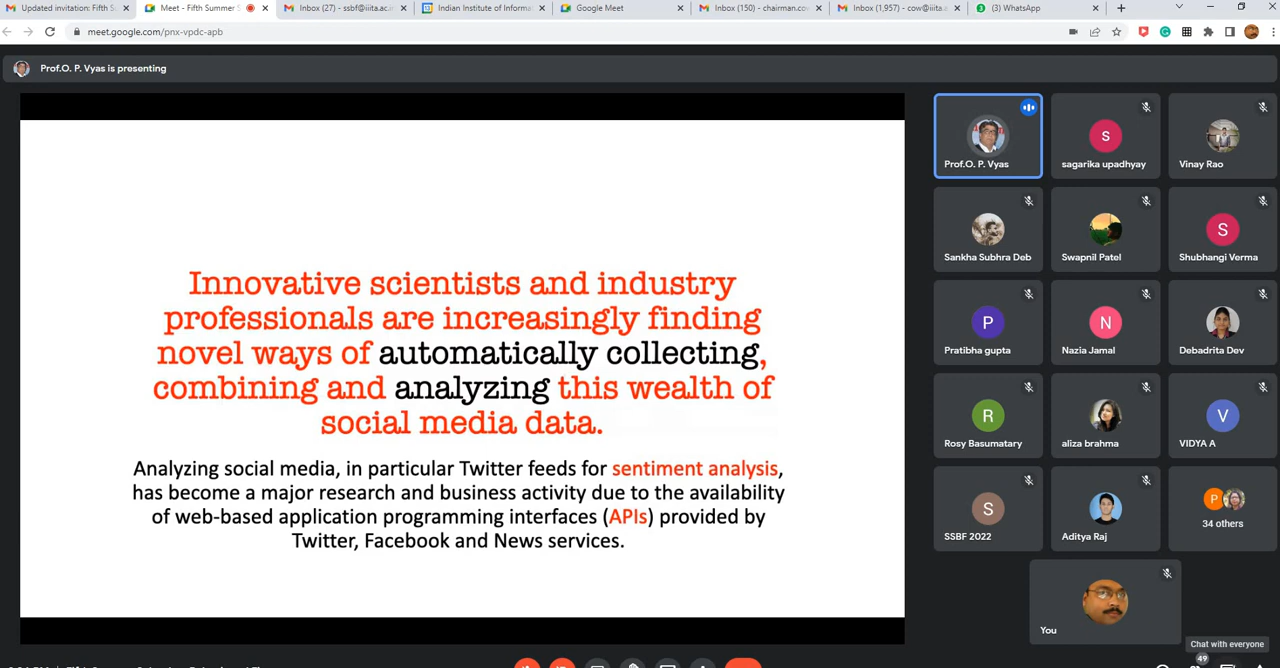 Updated invitation: Fifth S
Meet - Fifth Summer
Inbox (27) - ssbf@iiita.ac.in
Indian Institute of Informa
Google Meet
Inbox (150) - chairman.cow
Inbox (1,957) - cow@iiita.a
(3) WhatsApp
meet.google.com/pnx-vpdc-apb
Prof.O. P. Vyas is presenting
Innovative scientists and industry
professionals are increasingly finding
novel ways of automatically collecting,
combining and analyzing this wealth of
social media data.
Analyzing social media, in particular Twitter feeds for sentiment analysis,
has become a major research and business activity due to the availability
of web-based application programming interfaces (APIs) provided by
Twitter, Facebook and News services.
Prof.O. P. Vyas
S
sagarika upadhyay
Vinay Rao
Sankha Subhra Deb
Swapnil Patel
S
Shubhangi Verma
P
Pratibha gupta
N
Nazia Jamal
Debadrita Dev
R
Rosy Basumatary
aliza brahma
V
VIDYA A
S
SSBF 2022
Aditya Raj
P
34 others
You
Chat with everyone
49